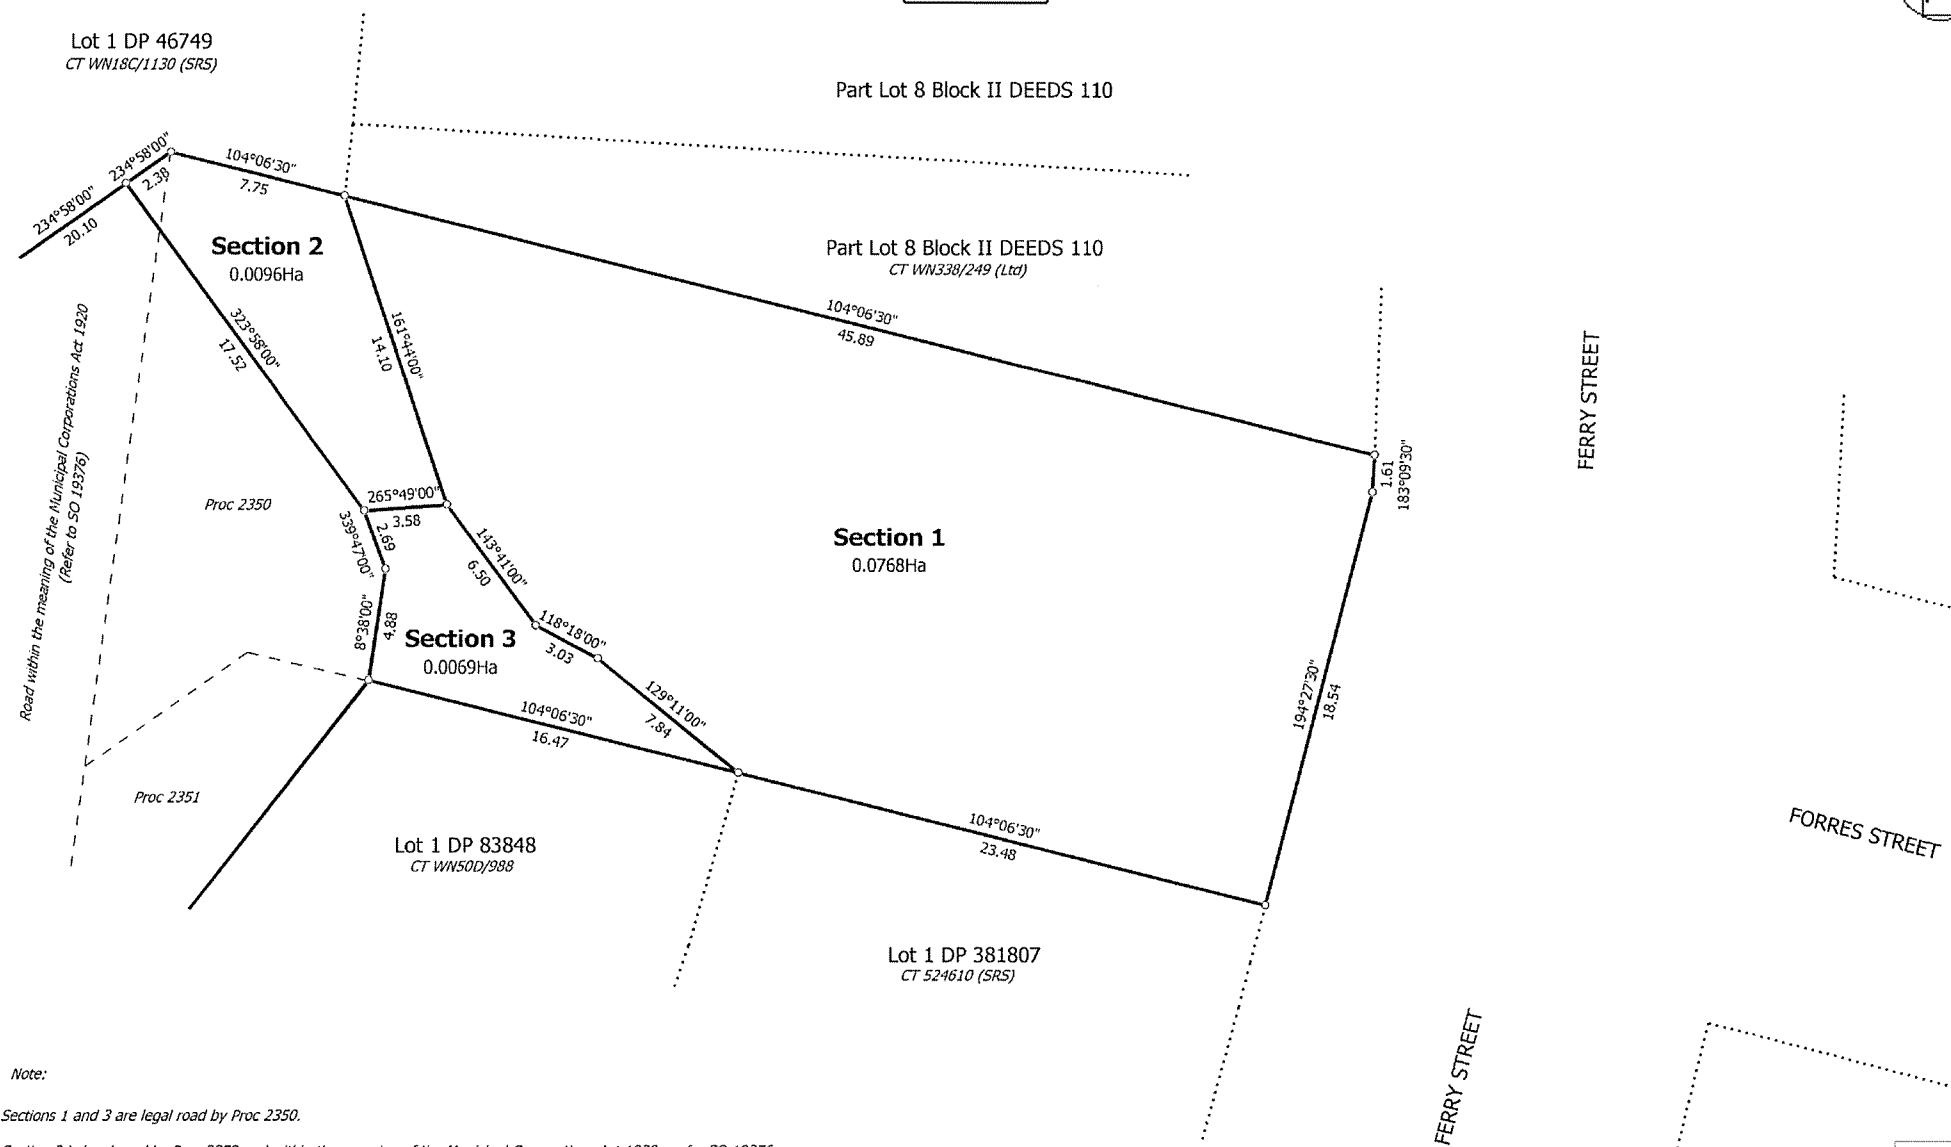 Lot 1 DP 46749
CT WN18C/1130 (SRS)
Part Lot 8 Block II DEEDS 110
234°58'00"
2.38
104°06'30"
7.75
234°58'00"
20.10
Section 2
0.0096Ha
Part Lot 8 Block II DEEDS 110
CT WN338/249 (Ltd)
104°06'30"
45.89
323°58'00"
17.52
161°44'00"
14.10
FERRY STREET
1.61
183°09'30"
Road within the meaning of the Municipal Corporations Act 1920
(Refer to SO 19376)
Proc 2350
265°49'00"
3.58
339°47'00"
2.69
143°41'00"
6.50
Section 1
0.0768Ha
8°38'00"
4.88
118°18'00"
3.03
Section 3
0.0069Ha
129°11'00"
7.84
194°27'30"
18.54
104°06'30"
16.47
Proc 2351
Lot 1 DP 83848
CT WN50D/988
104°06'30"
23.48
FORRES STREET
Lot 1 DP 381807
CT 524610 (SRS)
FERRY STREET
Note:
Sections 1 and 3 are legal road by Proc 2350.